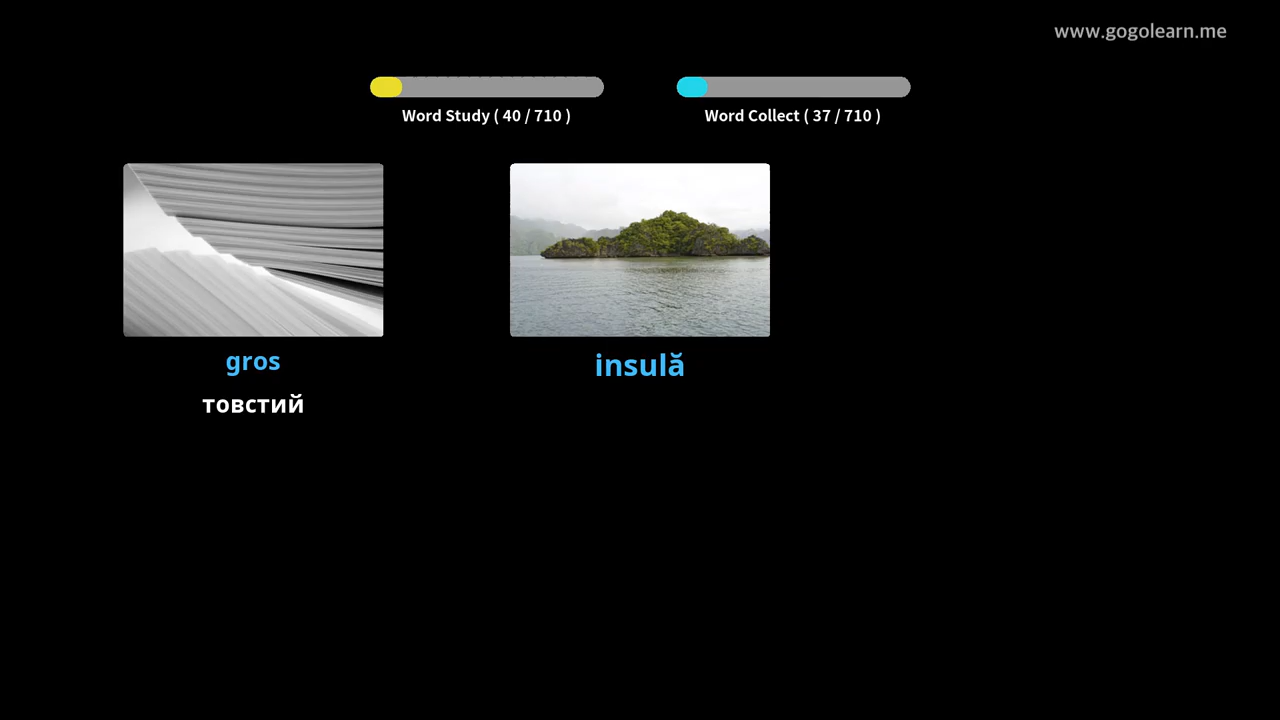 www.gogolearn.me
Word Study ( 40 / 710 )
Word Collect ( 37 / 710 )
gros
товстий
insulă